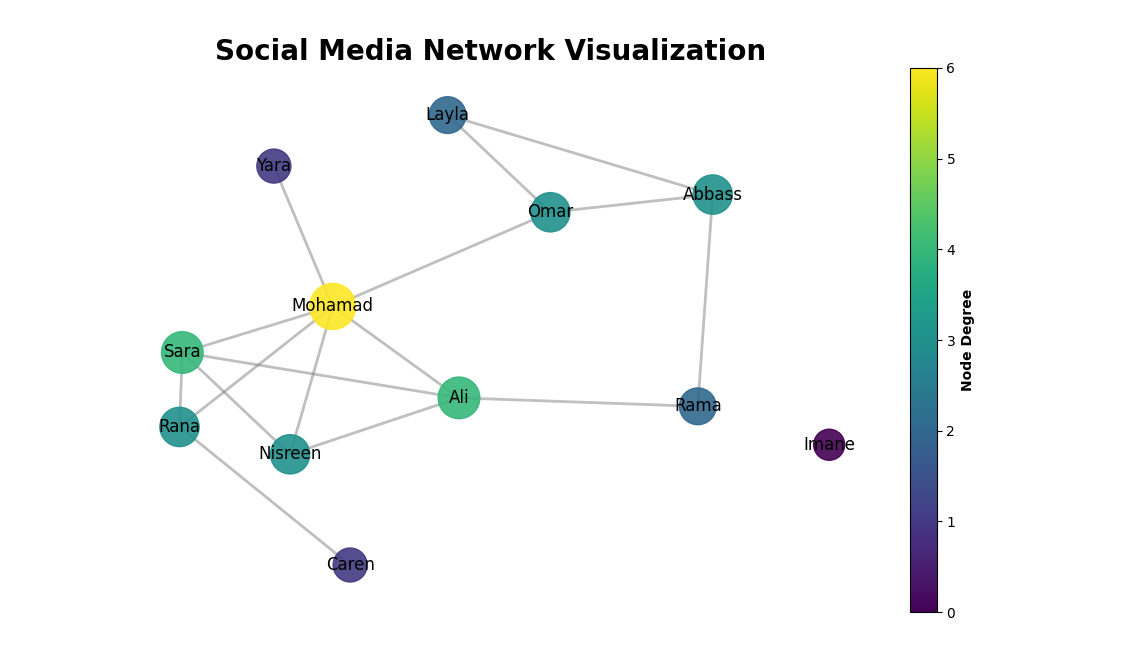 Social Media Network Visualization
Layla
Yara
Abbass
Omar
Mohamad
Sara
Ali
Rama
Rana
Imane
Nisreen
Caren
6
5
4
3
2
1
0
Node Degree